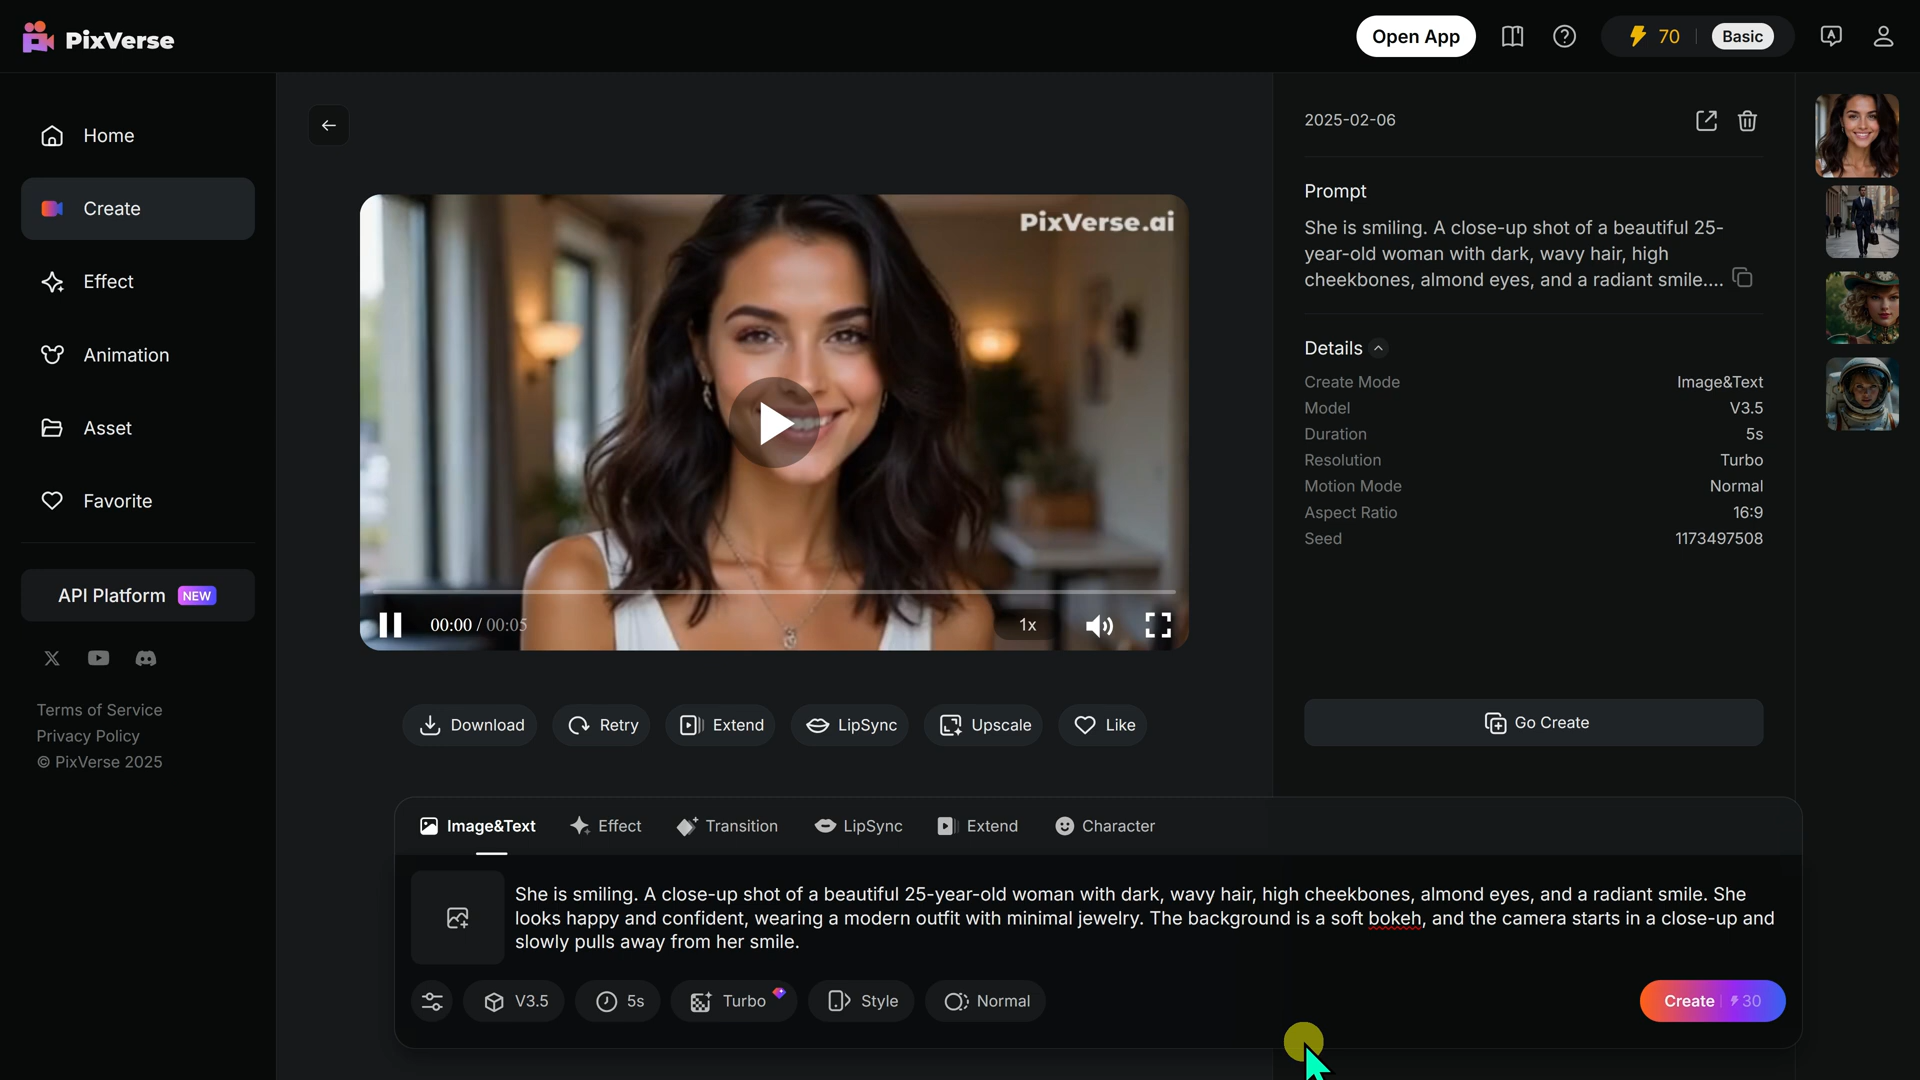 PixVerse
Open App
70
Basic
Home
Create
Effect
Animation
Asset
Favorite
API Platform NEW
Terms of Service
Privacy Policy
© PixVerse 2025
PixVerse.ai
00:00 / 00:05
1x
Download
Retry
Extend
LipSync
Upscale
Like
2025-02-06
Prompt
She is smiling. A close-up shot of a beautiful 25-
year-old woman with dark, wavy hair, high
cheekbones, almond eyes, and a radiant smile....
Details
Create Mode Image&Text
Model V3.5
Duration 5s
Resolution Turbo
Motion Mode Normal
Aspect Ratio 16:9
Seed 1173497508
Go Create
Image&Text
Effect
Transition
LipSync
Extend
Character
She is smiling. A close-up shot of a beautiful 25-year-old woman with dark, wavy hair, high cheekbones, almond eyes, and a radiant smile. She
looks happy and confident, wearing a modern outfit with minimal jewelry. The background is a soft bokeh, and the camera starts in a close-up and
slowly pulls away from her smile.
V3.5
5s
Turbo
Style
Normal
Create 30